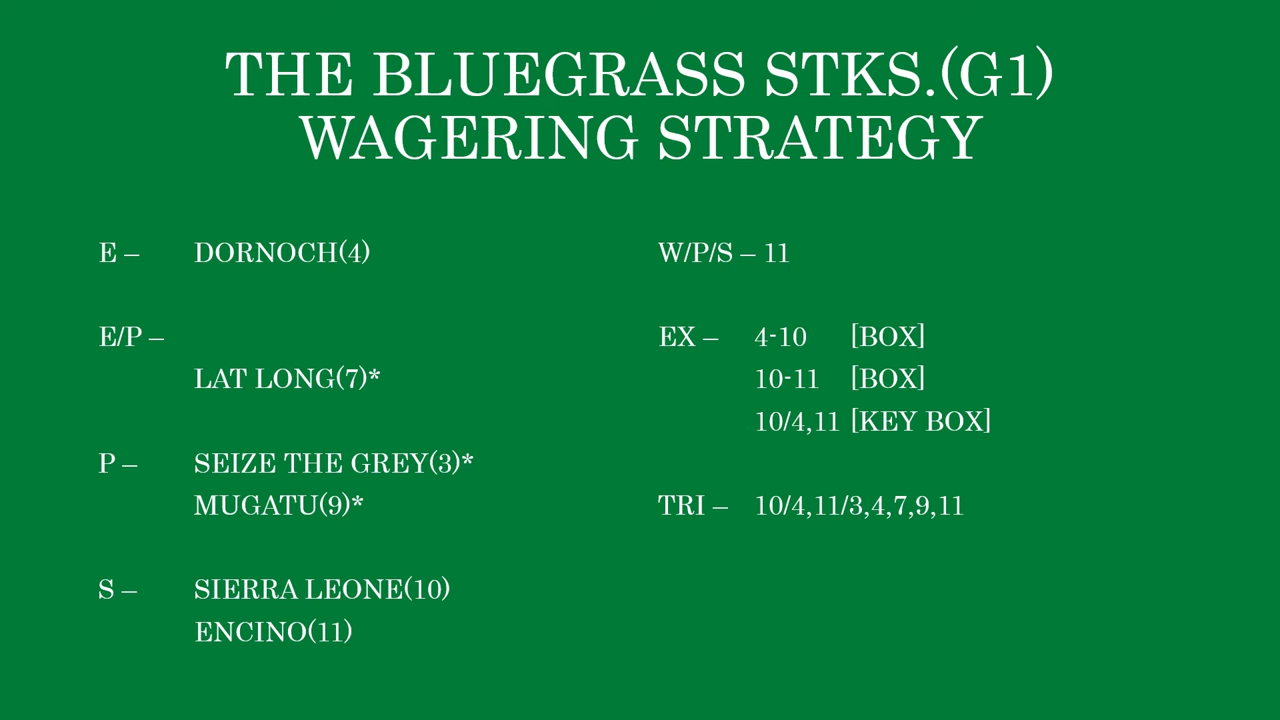 THE BLUEGRASS STKS.(G1)
WAGERING STRATEGY
E – DORNOCH(4)
E/P –
LAT LONG(7)*
P – SEIZE THE GREY(3)*
MUGATU(9)*
S – SIERRA LEONE(10)
ENCINO(11)
W/P/S – 11
EX – 4-10 [BOX]
10-11 [BOX]
10/4,11 [KEY BOX]
TRI – 10/4,11/3,4,7,9,11